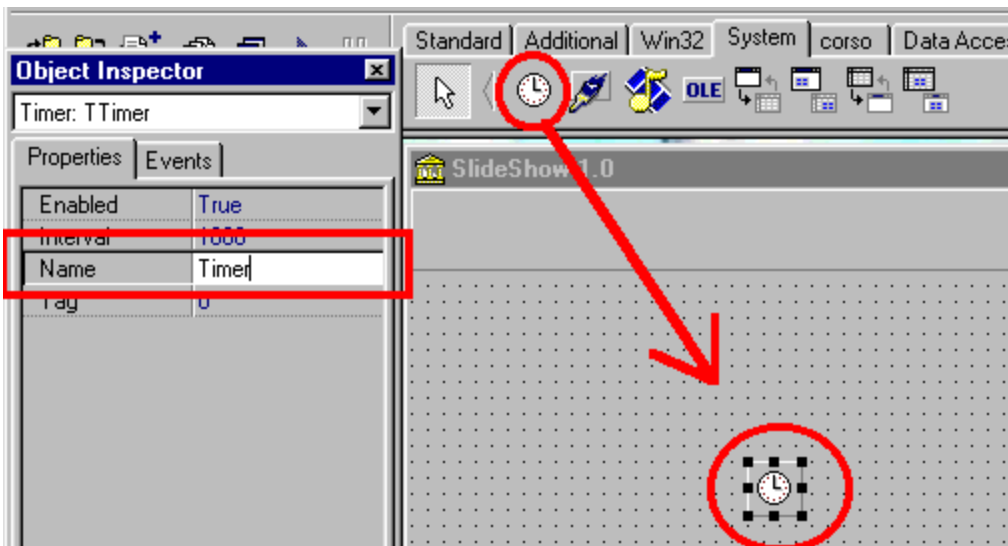 Standard Additional Win32 System corso Data Acce
Object Inspector
OLE
Timer: TTimer
Properties Events
SlideShow 1.0
Enabled True
Interval 1000
Name Timer
Tag 0